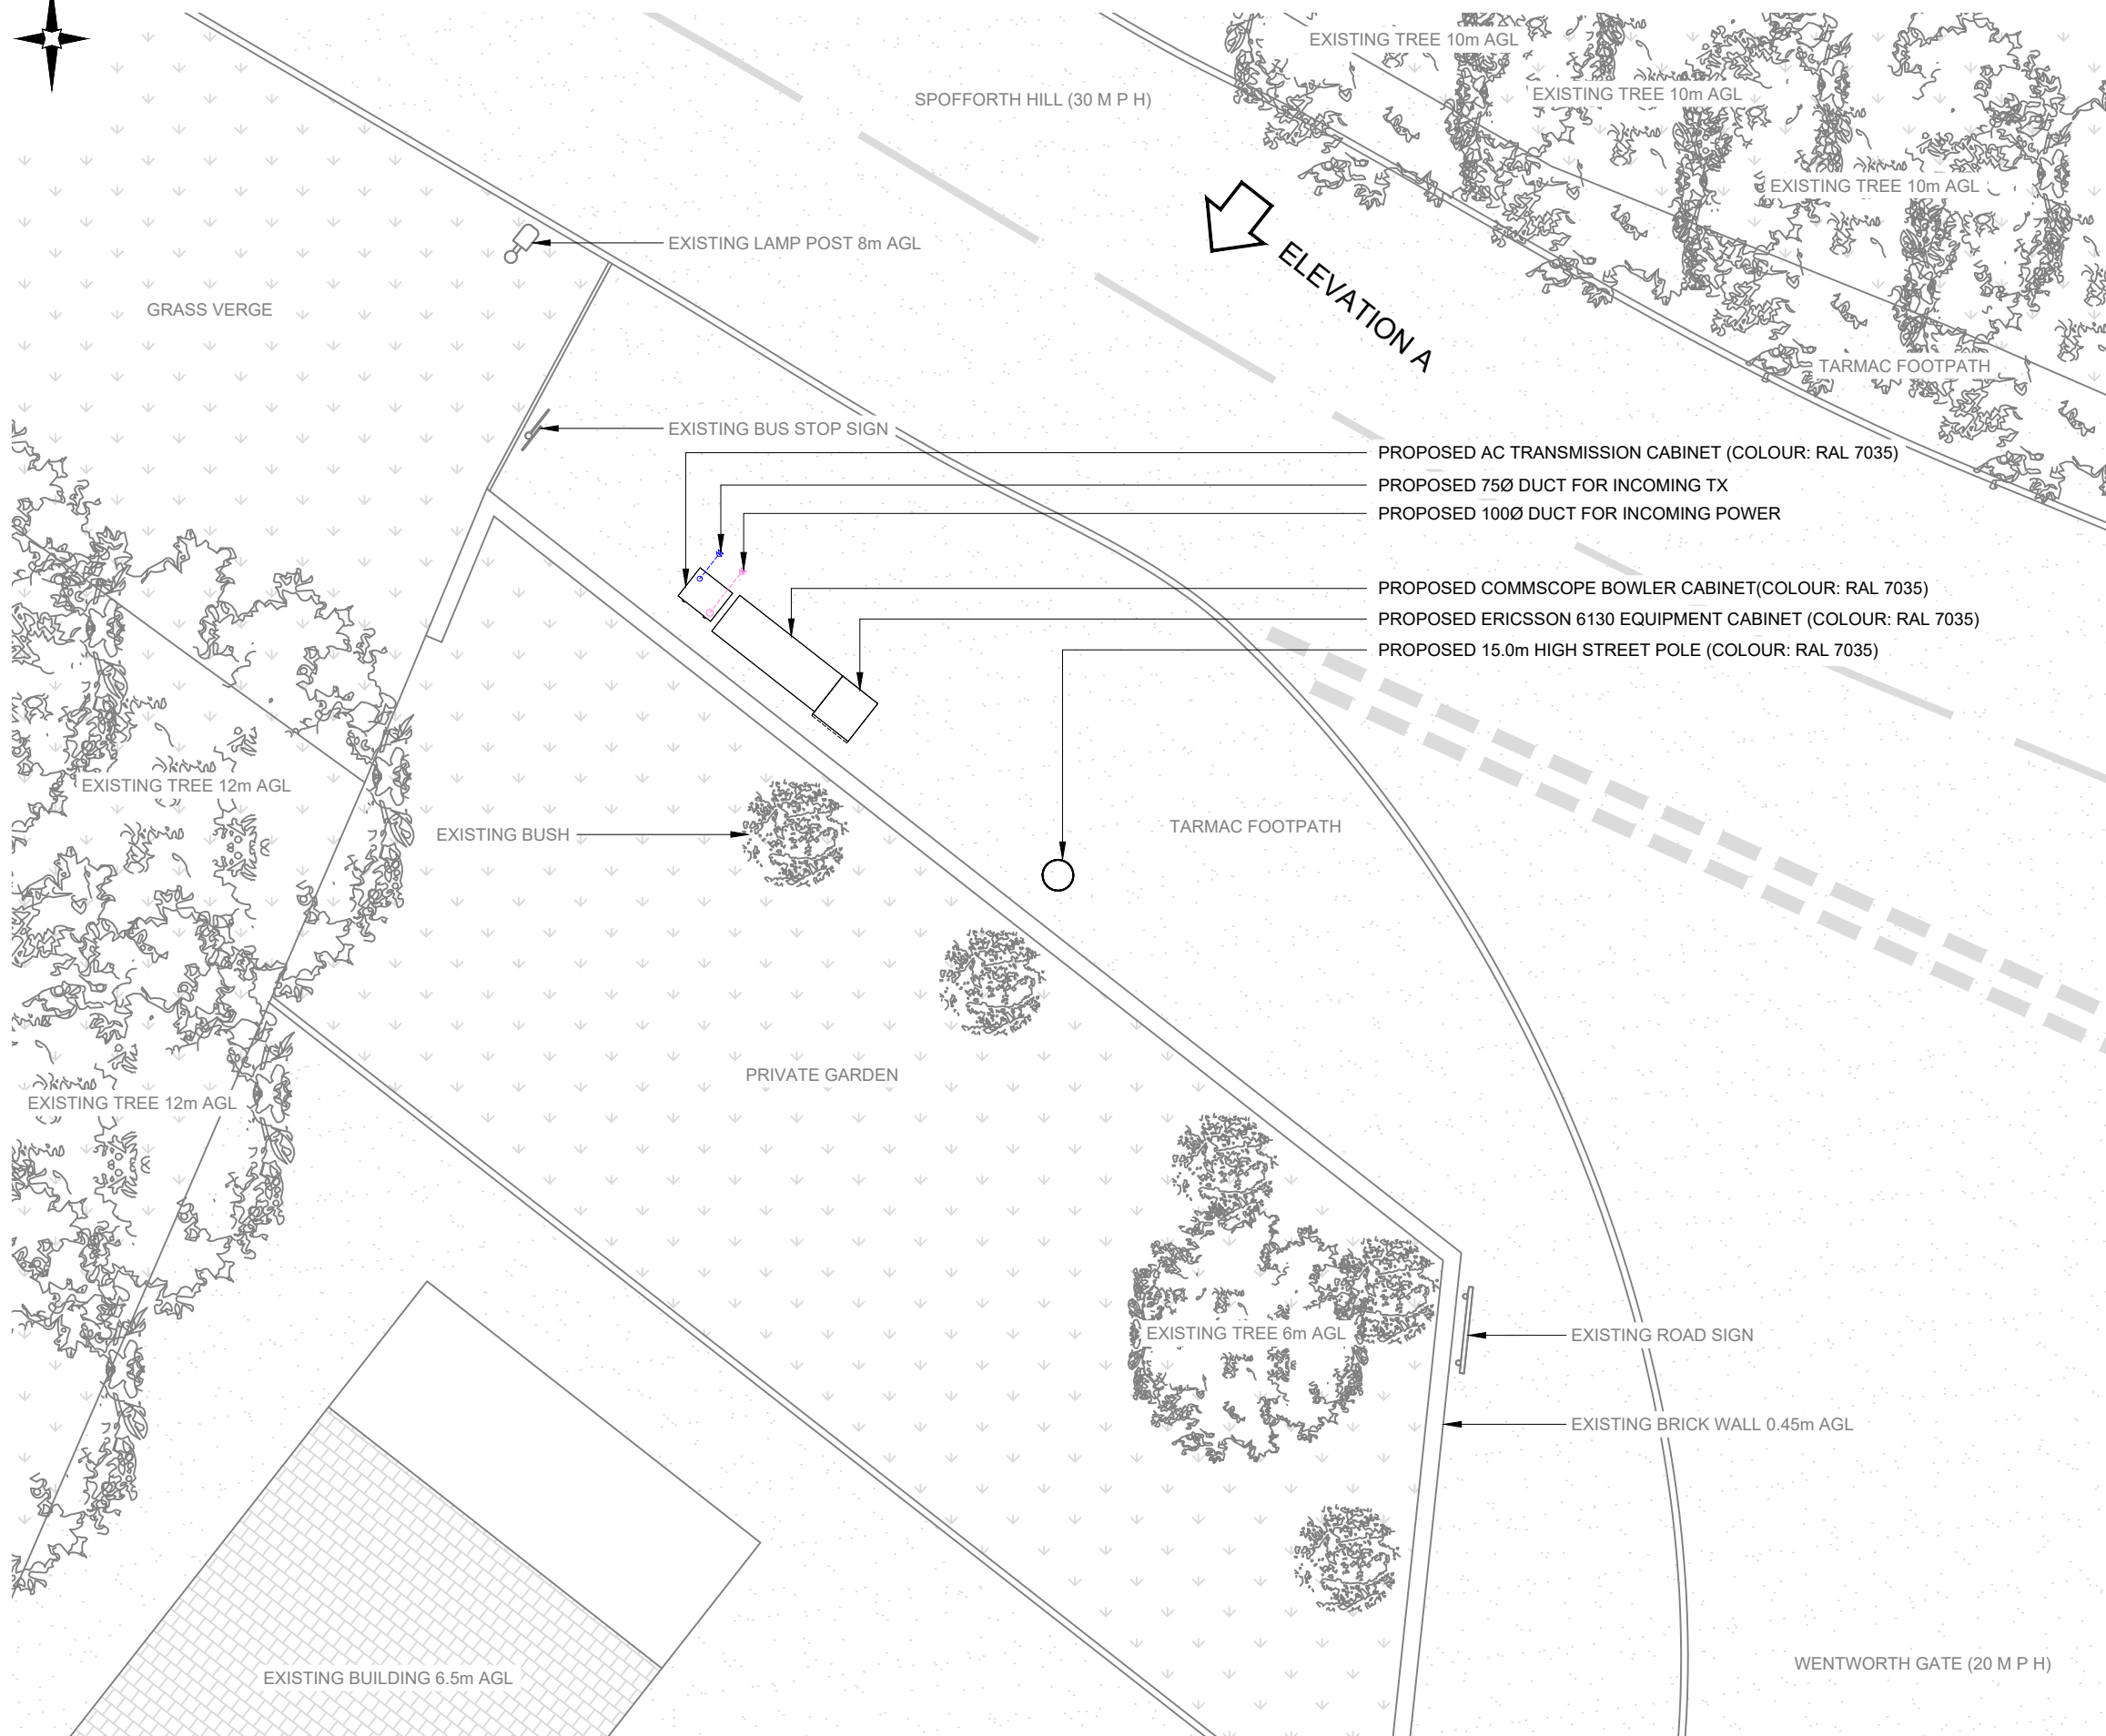 EXISTING TREE 10m AGL
EXISTING TREE 10m AGL
SPOFFORTH HILL (30 M P H)
EXISTING TREE 10m AGL
EXISTING LAMP POST 8m AGL
ELEVATION A
GRASS VERGE
TARMAC FOOTPATH
EXISTING BUS STOP SIGN
PROPOSED AC TRANSMISSION CABINET (COLOUR: RAL 7035)
PROPOSED 75Ø DUCT FOR INCOMING TX
PROPOSED 100Ø DUCT FOR INCOMING POWER
PROPOSED COMMSCOPE BOWLER CABINET(COLOUR: RAL 7035)
PROPOSED ERICSSON 6130 EQUIPMENT CABINET (COLOUR: RAL 7035)
PROPOSED 15.0m HIGH STREET POLE (COLOUR: RAL 7035)
EXISTING TREE 12m AGL
EXISTING BUSH
TARMAC FOOTPATH
PRIVATE GARDEN
EXISTING TREE 12m AGL
EXISTING TREE 6m AGL
EXISTING ROAD SIGN
EXISTING BRICK WALL 0.45m AGL
EXISTING BUILDING 6.5m AGL
WENTWORTH GATE (20 M P H)